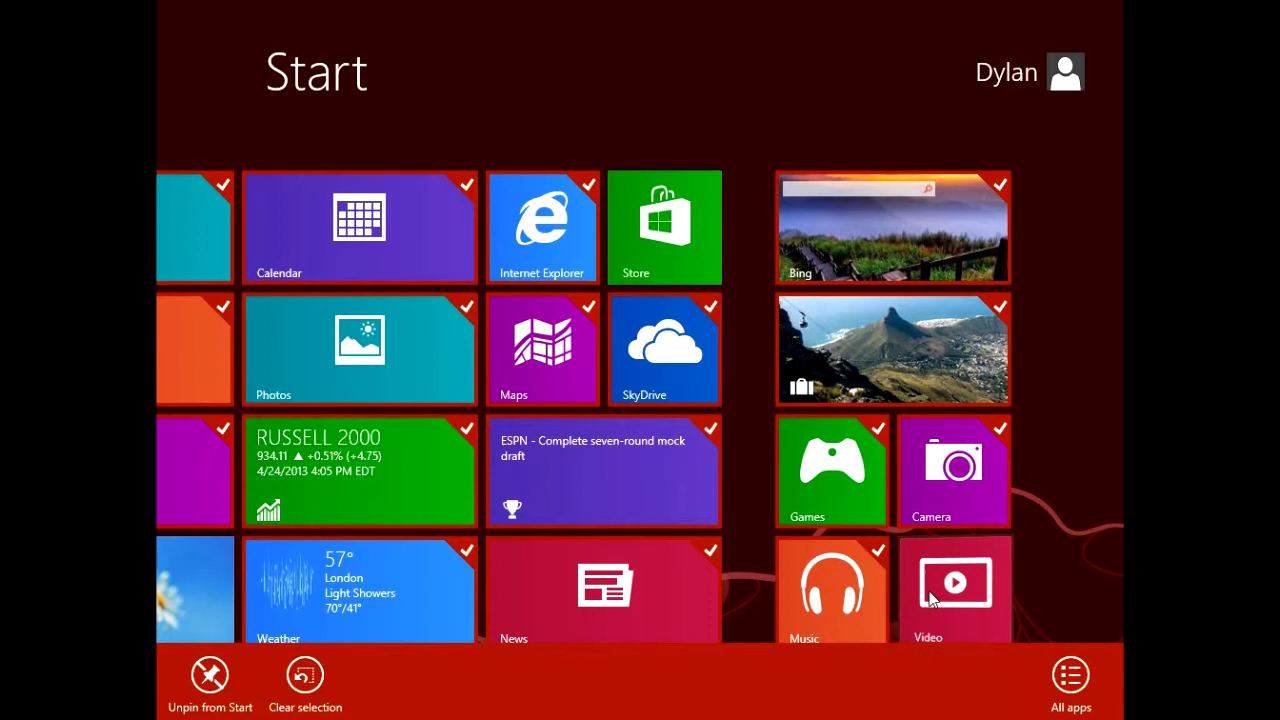 Start
Dylan
Calendar
Internet Explorer
Store
Bing
Photos
Maps
SkyDrive
RUSSELL 2000
934.11 ▲ +0.51% (+4.75)
4/24/2013 4:05 PM EDT
ESPN - Complete seven-round mock
draft
Games
Camera
57°
London
Light Showers
70°/41°
Weather
News
Music
Video
Unpin from Start
Clear selection
All apps